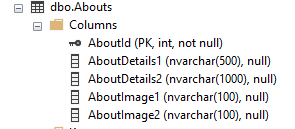 dbo.Abouts
Columns
AboutId (PK, int, not null)
AboutDetails1 (nvarchar(500), null)
AboutDetails2 (nvarchar(1000), null)
AboutImage1 (nvarchar(100), null)
AboutImage2 (nvarchar(100), null)